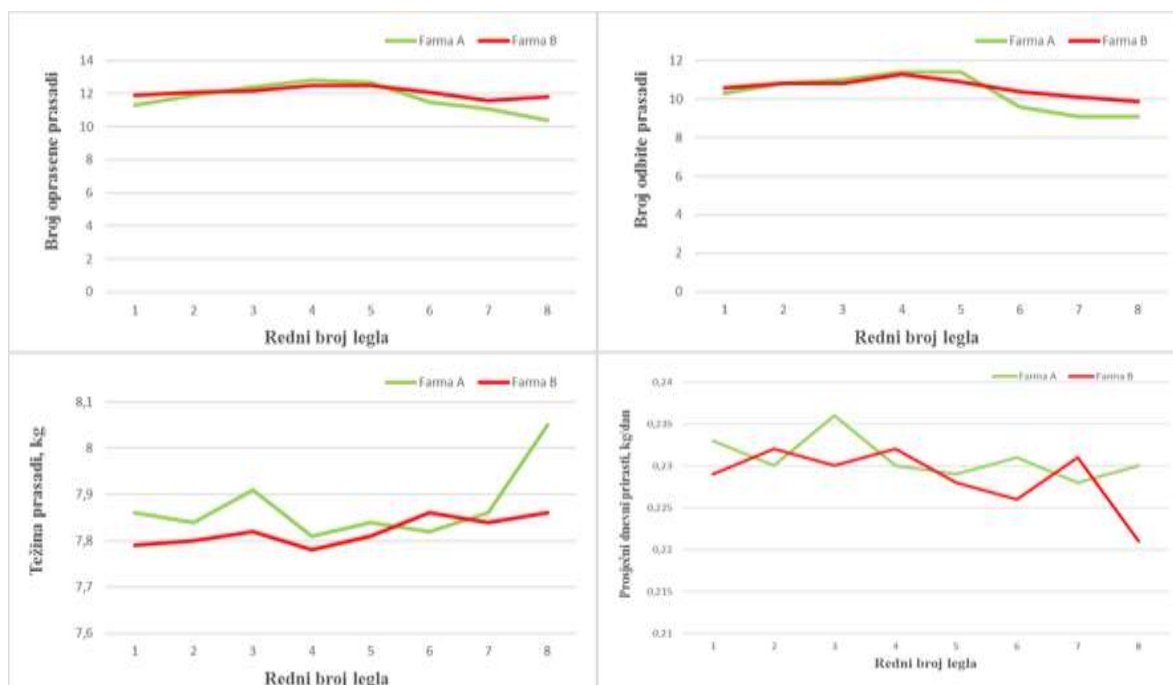 Farma A Farma B
Broj oprasene prasadi
14
12
10
8
6
4
2
0
1 2 3 4 5 6 7 8
Redni broj legla
Farma A Farma B
Broj odbite prasadi
12
10
8
6
4
2
0
1 2 3 4 5 6 7 8
Redni broj legla
Farma A Farma B
Težina prasadi, kg
8,1
8
7,9
7,8
7,7
7,6
1 2 3 4 5 6 7 8
Redni broj legla
Farma A Farma B
Prosječni dnevni prirasti, kg/dan
0,24
0,235
0,23
0,225
0,22
0,215
0,21
1 2 3 4 5 6 7 8
Redni broj legla